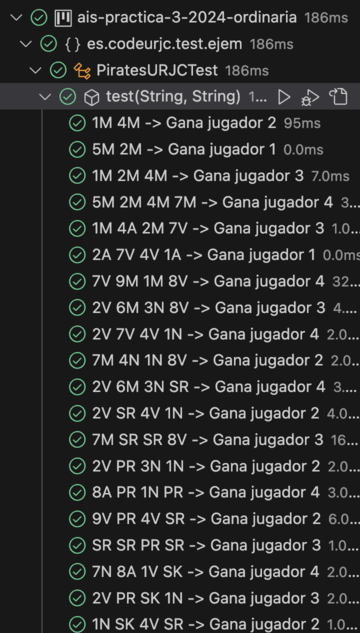 ais-practica-3-2024-ordinaria 186ms
{} es.codeurjc.test.ejem 186ms
PiratesURJCTest 186ms
test(String, String) 1...
1M 4M -> Gana jugador 2 95ms
5M 2M -> Gana jugador 1 0.0ms
1M 2M 4M -> Gana jugador 3 7.0ms
5M 2M 4M 7M -> Gana jugador 4 3....
1M 4A 2M 7V -> Gana jugador 3 1.0...
2A 7V 4V 1A -> Gana jugador 1 0.0ms
7V 9M 1M 8V -> Gana jugador 4 32...
2V 6M 3N 8V -> Gana jugador 3 4....
2V 7V 4V 1N -> Gana jugador 4 2.0...
7M 4N 1N 8V -> Gana jugador 2 2.0...
2V 6M 3N SR -> Gana jugador 4 3....
2V SR 4V 1N -> Gana jugador 2 4.0...
7M SR SR 8V -> Gana jugador 3 16...
2V PR 3N 1N -> Gana jugador 2 2.0...
8A PR 1N PR -> Gana jugador 4 3.0...
9V PR 4V SR -> Gana jugador 2 6.0...
SR SR PR SR -> Gana jugador 3 1.0...
7N 8A 1V SK -> Gana jugador 4 2.0...
2V PR SK 1N -> Gana jugador 3 2.0...
1N SK 4V SR -> Gana jugador 2 1.0...